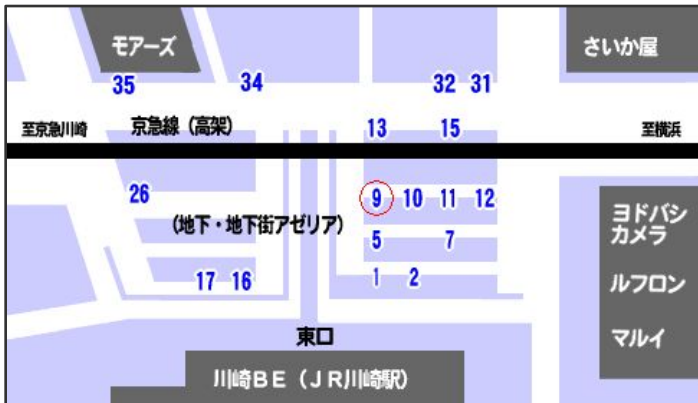 モアーズ
さいか屋
35
34
32 31
至京急川崎
京急線（高架）
13
15
至横浜
26
9
10
11
12
（地下・地下街アゼリア）
5
7
ヨドバシ
カメラ
17 16
1
2
ルフロン
東口
マルイ
川崎BE（JR川崎駅）